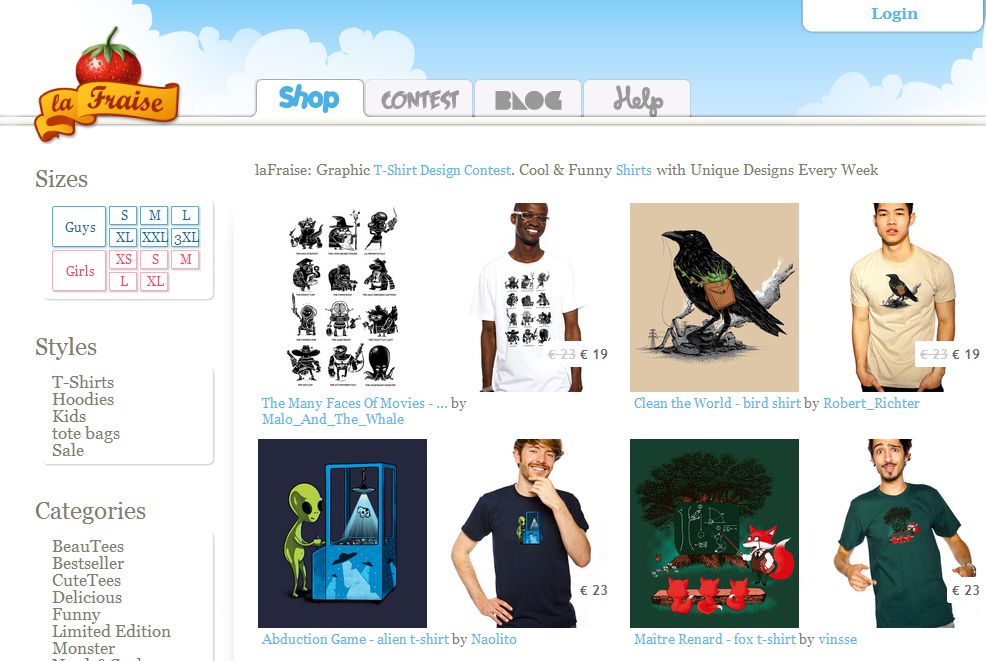 Login
la Fraise
Shop
CONTEST
BLOG
Help
laFraise: Graphic T-Shirt Design Contest. Cool & Funny Shirts with Unique Designs Every Week
Sizes
Guys
S M L
XL XXL 3XL
Girls
XS S M
L XL
Styles
T-Shirts
Hoodies
Kids
tote bags
Sale
Categories
BeauTees
Bestseller
CuteTees
Delicious
Funny
Limited Edition
Monster
€ 23 € 19
The Many Faces Of Movies - ... by
Malo_And_The_Whale
€ 23 € 19
Clean the World - bird shirt by Robert_Richter
€ 23
Abduction Game - alien t-shirt by Naolito
€ 23
Maître Renard - fox t-shirt by vinsse